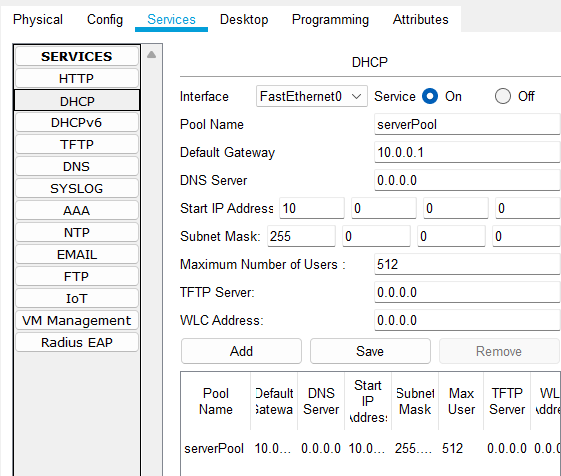 Physical Config Services Desktop Programming Attributes
SERVICES
HTTP
DHCP
DHCPv6
TFTP
DNS
SYSLOG
AAA
NTP
EMAIL
FTP
IoT
VM Management
Radius EAP
DHCP
Interface FastEthernet0 Service On Off
Pool Name serverPool
Default Gateway 10.0.0.1
DNS Server 0.0.0.0
Start IP Address 10 0 0 0
Subnet Mask: 255 0 0 0
Maximum Number of Users : 512
TFTP Server: 0.0.0.0
WLC Address: 0.0.0.0
Add Save Remove
Pool Name Default Gatewa DNS Server Start IP Address Subnet Mask Max User TFTP Server WL Addre
serverPool 10.0... 0.0.0.0 10.0... 255.... 512 0.0.0.0 0.0.